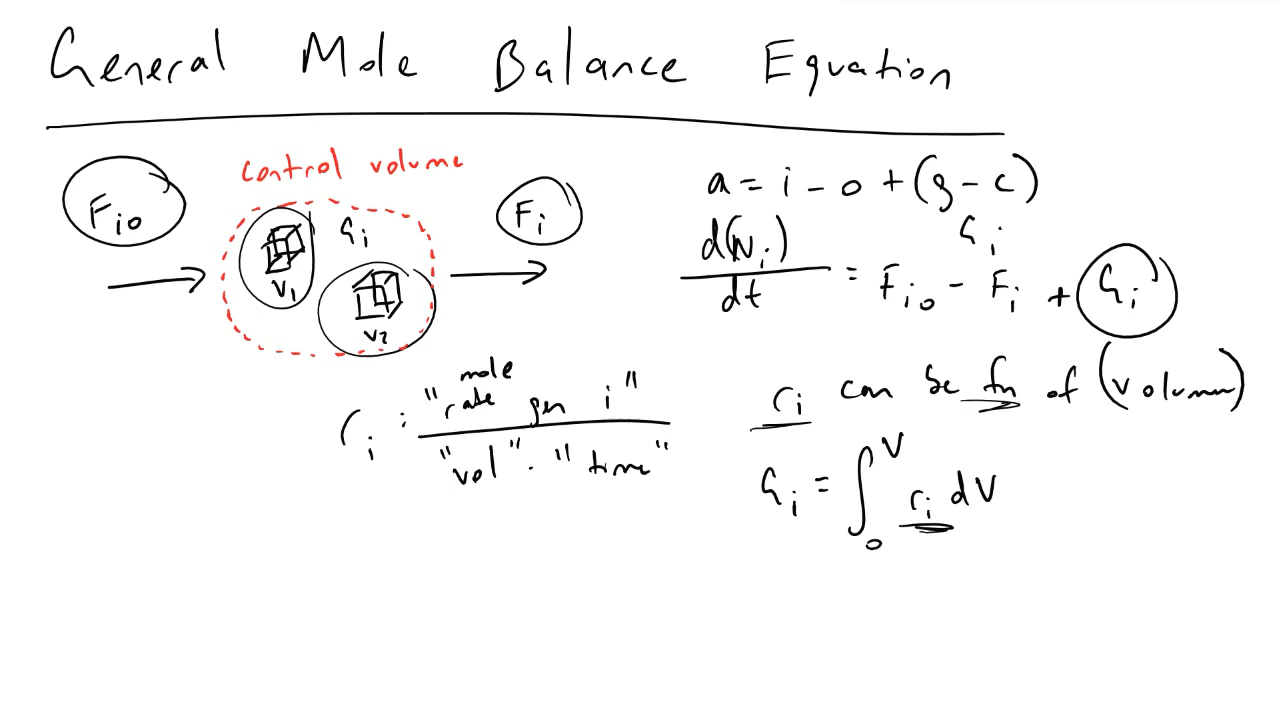 General Mole Balance Equation
Fio
control volume
Gi
Fi
V1
V2
a = i - o + (g - c)
Gi
d(Ni)/dt = Fio - Fi + Gi
ri : "mole rate gen i" / "vol" · "time"
ri can be fn of (volumn)
Gi = ∫₀ⱽ ri dV